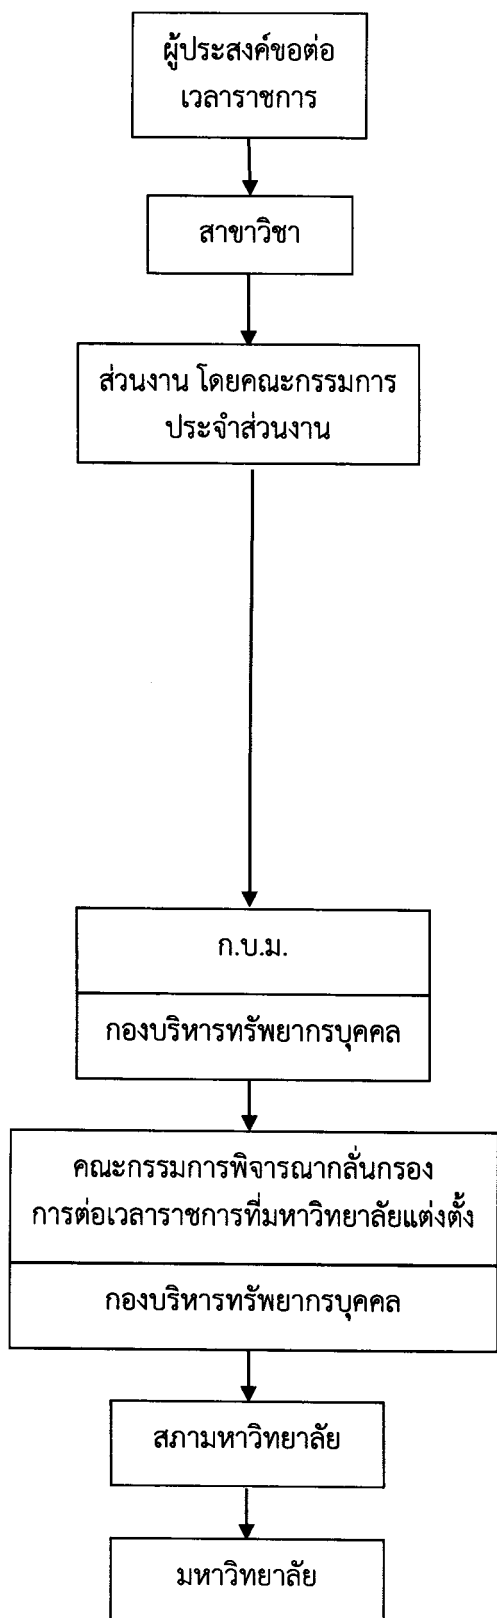 ผู้ประสงค์ขอต่อ
เวลาราชการ
สาขาวิชา
ส่วนงาน โดยคณะกรรมการ
ประจำส่วนงาน
ก.บ.ม.
กองบริหารทรัพยากรบุคคล
คณะกรรมการพิจารณากลั่นกรอง
การต่อเวลาราชการที่มหาวิทยาลัยแต่งตั้ง
กองบริหารทรัพยากรบุคคล
สภามหาวิทยาลัย
มหาวิทยาลัย